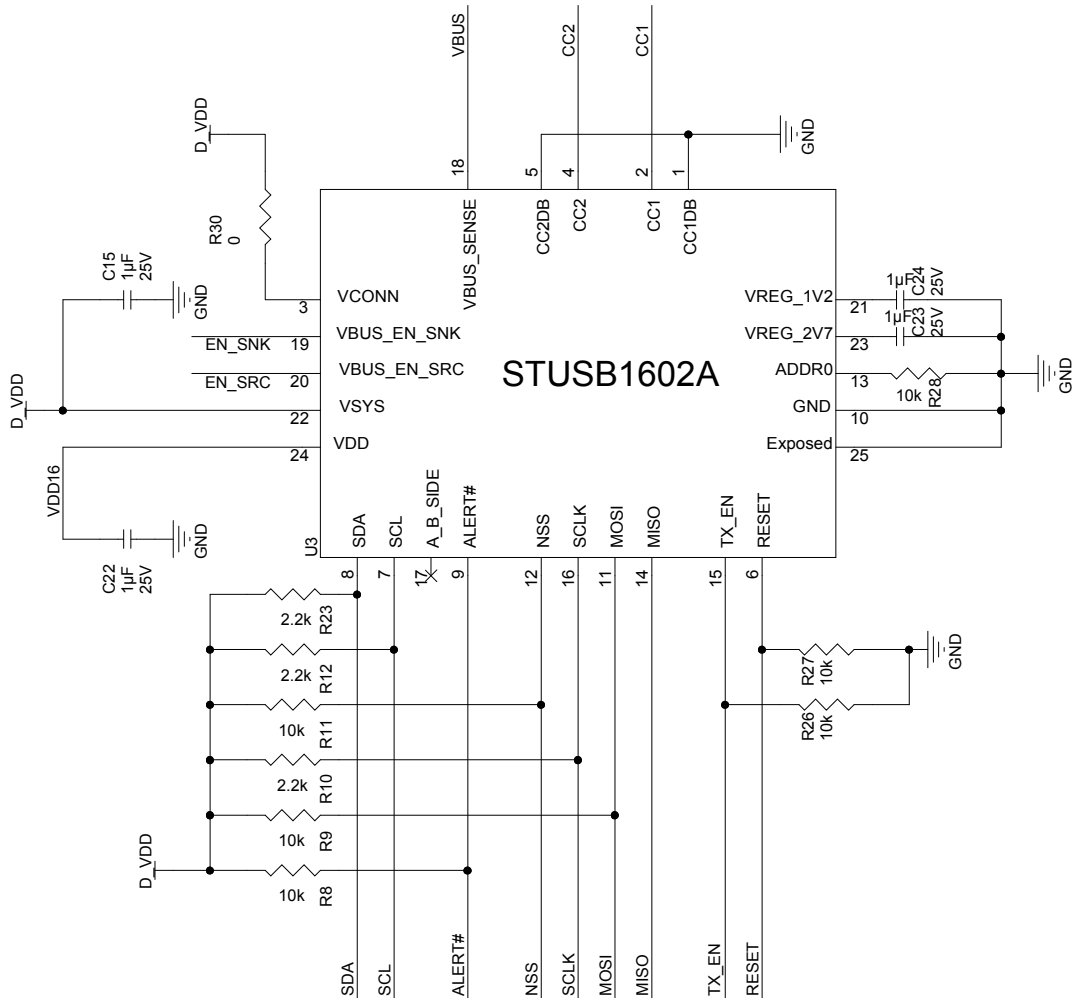 VBUS
CC2
CC1
D_VDD
GND
18
5
4
2
1
VBUS_SENSE
CC2DB
CC2
CC1
CC1DB
R30
0
C15
1µF
25V
GND
3
VCONN
EN_SNK
19
VBUS_EN_SNK
EN_SRC
20
VBUS_EN_SRC
D_VDD
22
VSYS
24
VDD
VDD16
C22
1µF
25V
GND
U3
STUSB1602A
VREG_1V2
21
1µF
C24
25V
VREG_2V7
23
1µF
C23
25V
ADDR0
13
10k
R28
GND
GND
10
Exposed
25
SDA
SCL
A_B_SIDE
ALERT#
NSS
SCLK
MOSI
MISO
TX_EN
RESET
8
7
17
9
12
16
11
14
15
6
2.2k
R23
2.2k
R12
10k
R11
2.2k
R10
10k
R9
10k
R8
D_VDD
R27
10k
R26
10k
GND
SDA
SCL
ALERT#
NSS
SCLK
MOSI
MISO
TX_EN
RESET